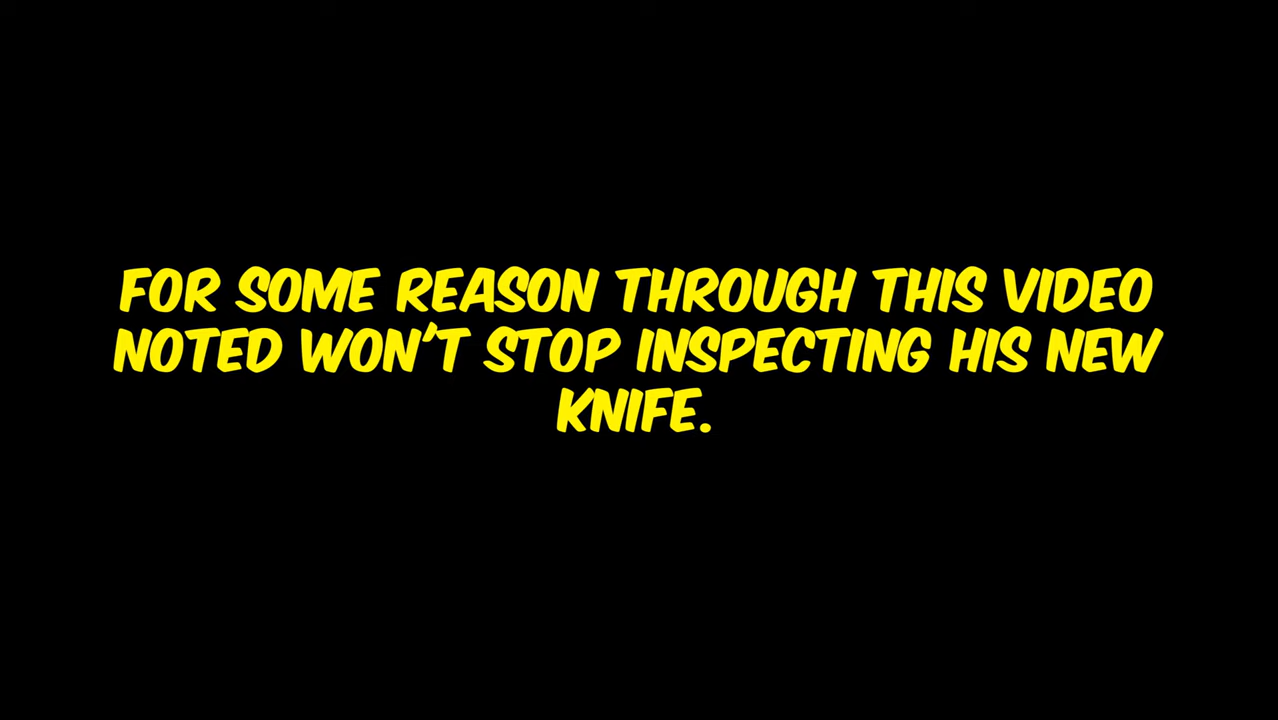 FOR SOME REASON THROUGH THIS VIDEO
NOTED WON'T STOP INSPECTING HIS NEW
KNIFE.